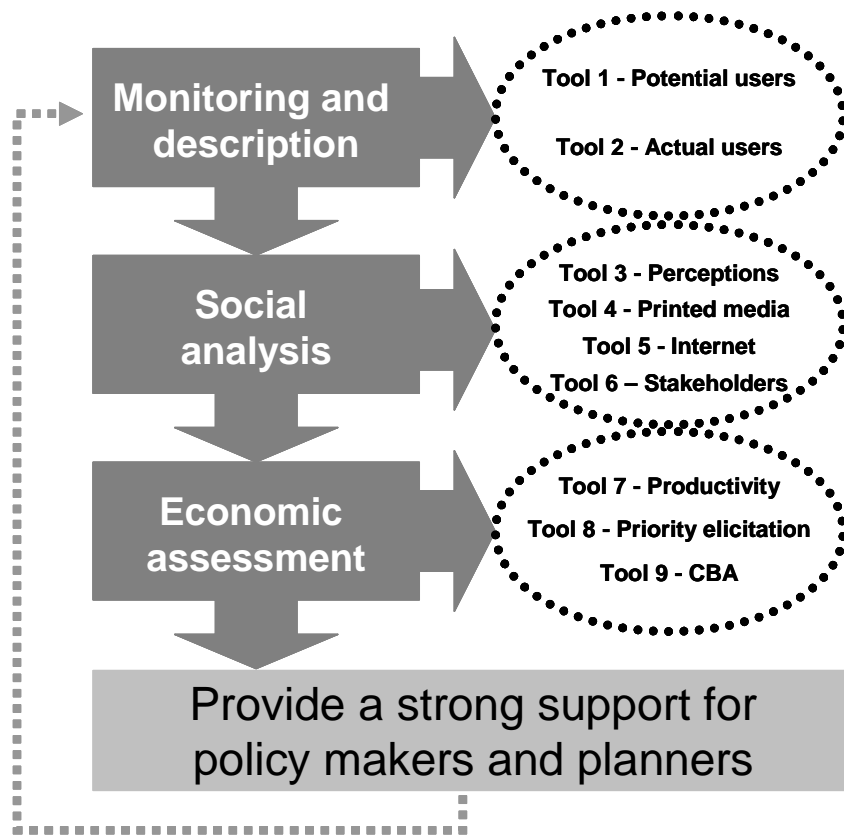 Monitoring and
description
Tool 1 - Potential users
Tool 2 - Actual users
Social
analysis
Tool 3 - Perceptions
Tool 4 - Printed media
Tool 5 - Internet
Tool 6 – Stakeholders
Economic
assessment
Tool 7 - Productivity
Tool 8 - Priority elicitation
Tool 9 - CBA
Provide a strong support for
policy makers and planners